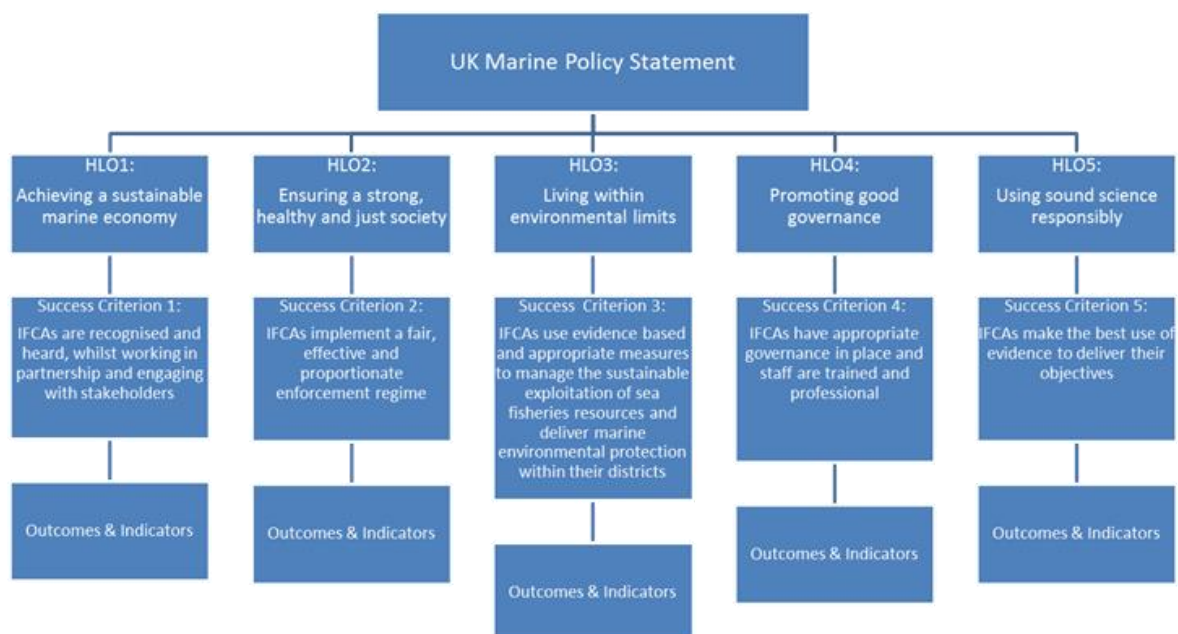 UK Marine Policy Statement
HLO1:
Achieving a sustainable
marine economy
HLO2:
Ensuring a strong,
healthy and just society
HLO3:
Living within
environmental limits
HLO4:
Promoting good
governance
HLO5:
Using sound science
responsibly
Success Criterion 1:
IFCAs are recognised and
heard, whilst working in
partnership and engaging
with stakeholders
Success Criterion 2:
IFCAs implement a fair,
effective and
proportionate
enforcement regime
Success Criterion 3:
IFCAs use evidence based
and appropriate measures
to manage the sustainable
exploitation of sea
fisheries resources and
deliver marine
environmental protection
within their districts
Success Criterion 4:
IFCAs have appropriate
governance in place and
staff are trained and
professional
Success Criterion 5:
IFCAs make the best use of
evidence to deliver their
objectives
Outcomes & Indicators
Outcomes & Indicators
Outcomes & Indicators
Outcomes & Indicators
Outcomes & Indicators